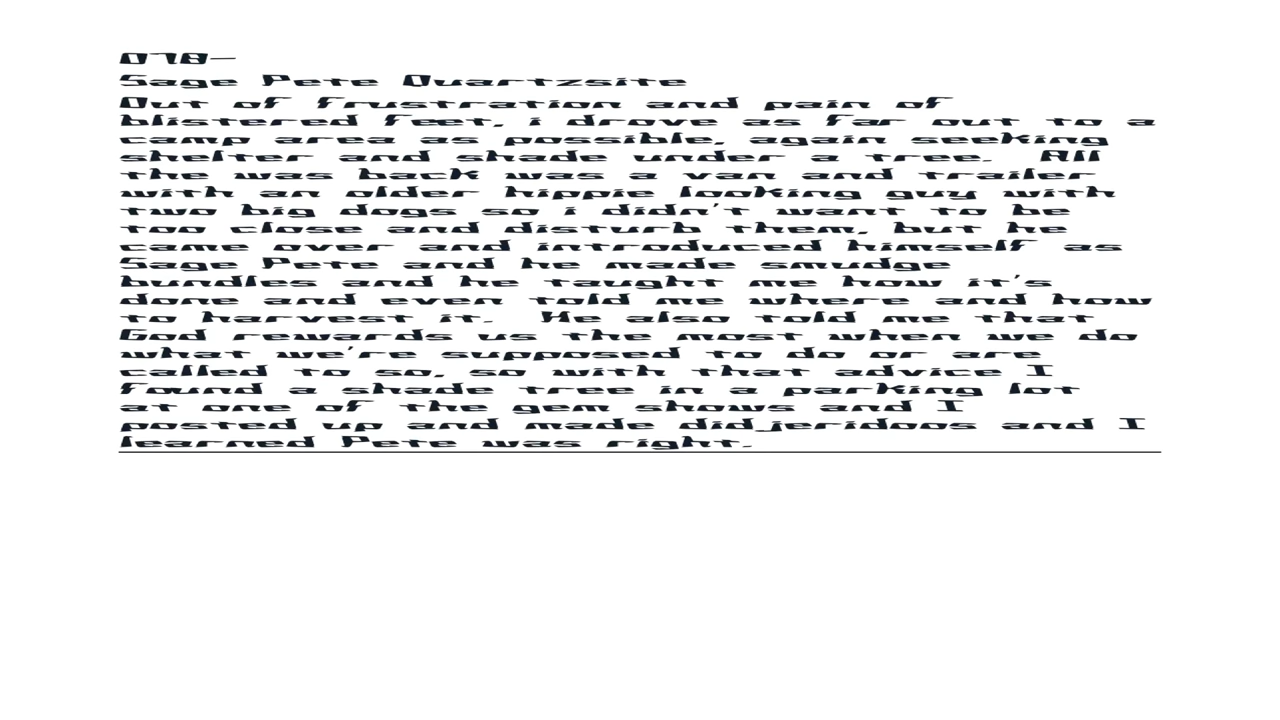 078—
Sage Pete Quartzsite
Out of frustration and pain of
blistered feet, i drove as far out to a
camp area as possible, again seeking
shelter and shade under a tree.  All
the was back was a van and trailer
with an older hippie looking guy with
two big dogs so i didn't want to be
too close and disturb them, but he
came over and introduced himself as
Sage Pete and he made smudge
bundles and he taught me how it's
done and even told me where and how
to harvest it.  He also told me that
God rewards us the most when we do
what we're supposed to do or are
called to so, so with that advice I
found a shade tree in a parking lot
at one of the gem shows and I
posted up and made didjeridoos and I
learned Pete was right.